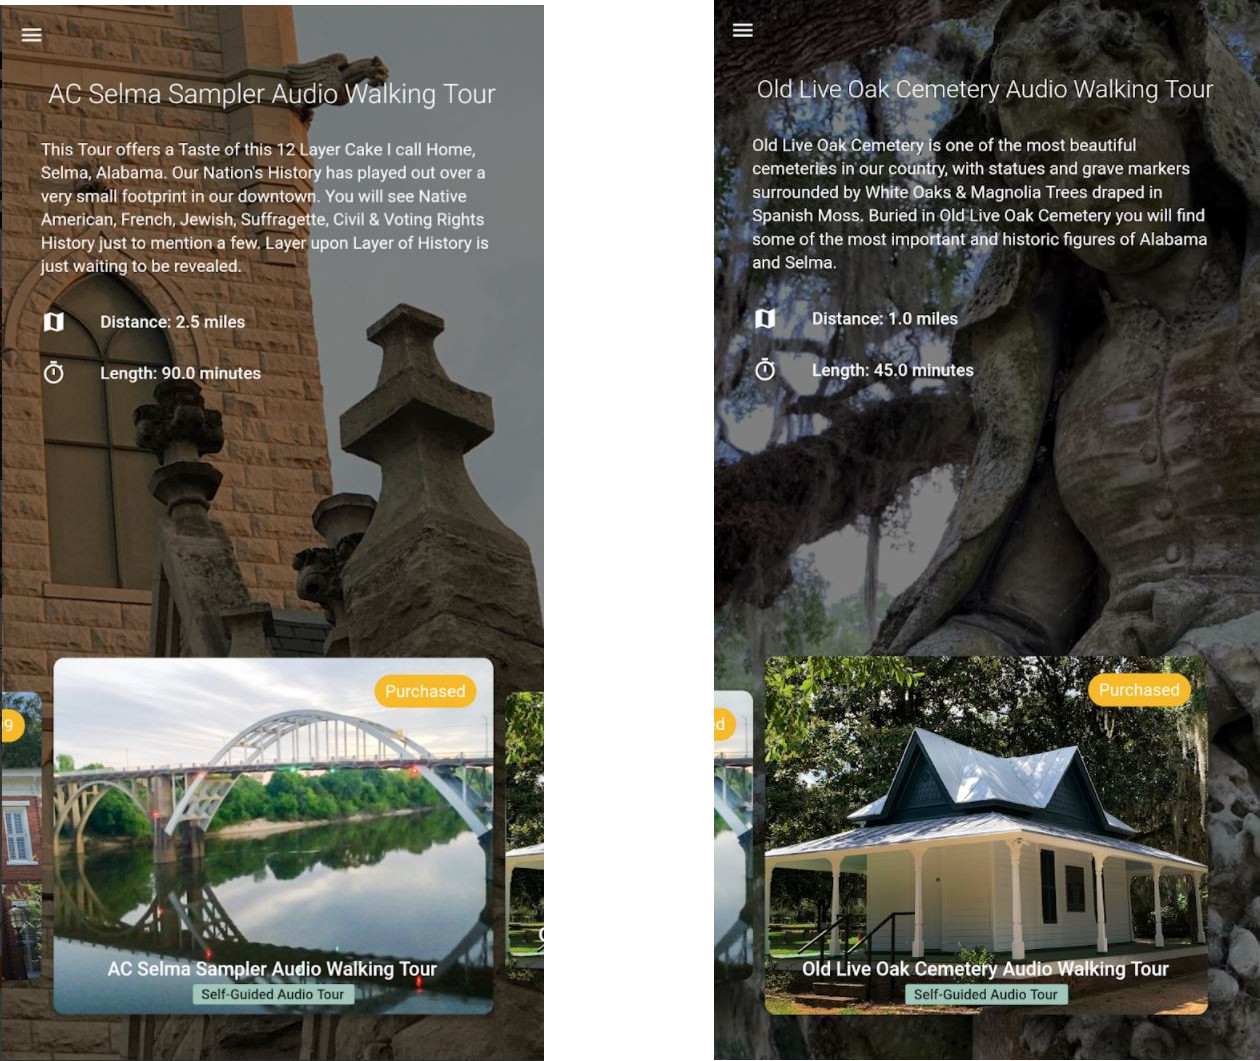 AC Selma Sampler Audio Walking Tour
This Tour offers a Taste of this 12 Layer Cake I call Home,
Selma, Alabama. Our Nation's History has played out over a
very small footprint in our downtown. You will see Native
American, French, Jewish, Suffragette, Civil & Voting Rights
History just to mention a few. Layer upon Layer of History is
just waiting to be revealed.
Distance: 2.5 miles
Length: 90.0 minutes
9
Purchased
AC Selma Sampler Audio Walking Tour
Self-Guided Audio Tour
Old Live Oak Cemetery Audio Walking Tour
Old Live Oak Cemetery is one of the most beautiful
cemeteries in our country, with statues and grave markers
surrounded by White Oaks & Magnolia Trees draped in
Spanish Moss. Buried in Old Live Oak Cemetery you will find
some of the most important and historic figures of Alabama
and Selma.
Distance: 1.0 miles
Length: 45.0 minutes
ed
Purchased
Old Live Oak Cemetery Audio Walking Tour
Self-Guided Audio Tour